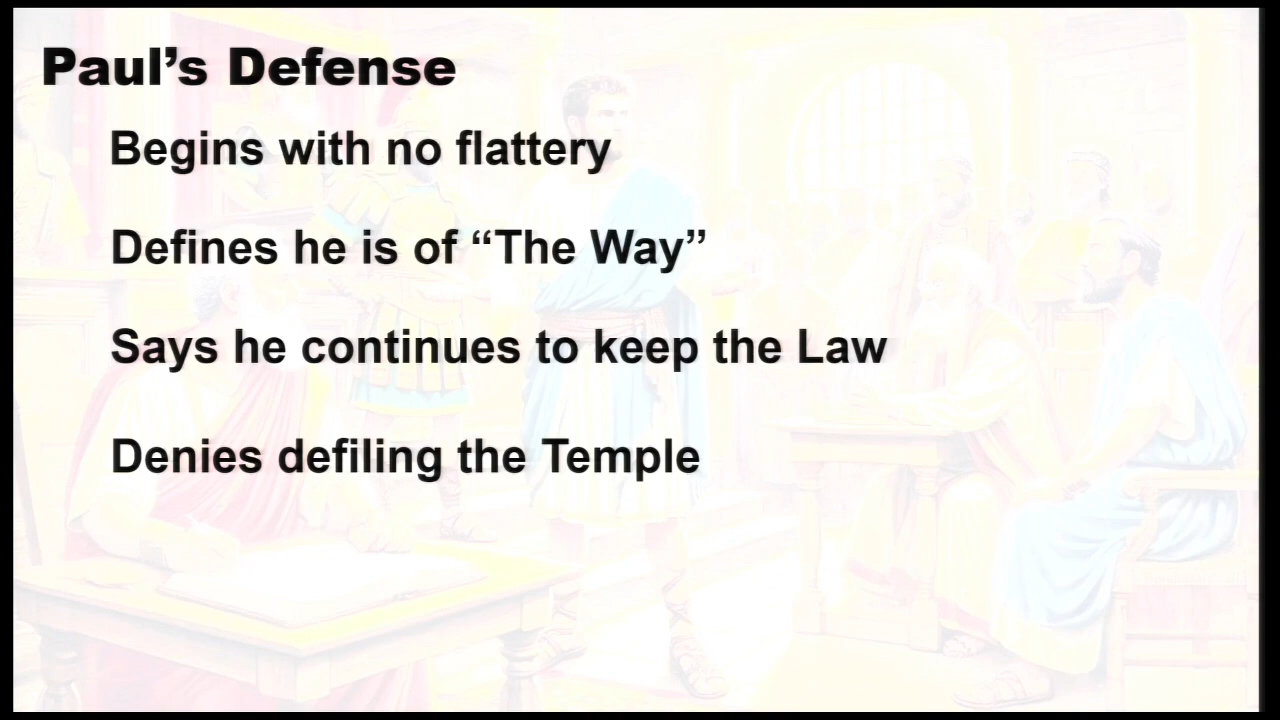 Paul’s Defense
Begins with no flattery
Defines he is of “The Way”
Says he continues to keep the Law
Denies defiling the Temple